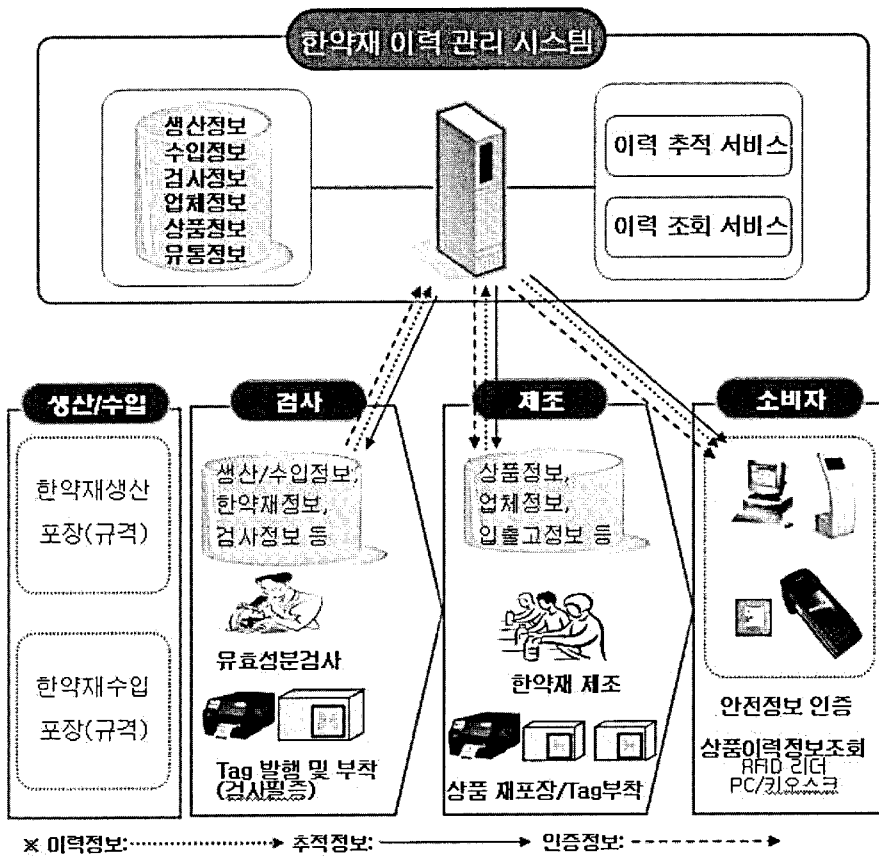 한약재 이력 관리 시스템
생산정보
수입정보
검사정보
업체정보
상품정보
유통정보
이력 추적 서비스
이력 조회 서비스
생산/수입
한약재생산
포장(규격)
한약재수입
포장(규격)
검사
생산/수입정보,
한약재정보,
검사정보 등
유효성분검사
Tag 발행 및 부착
(검사필증)
제조
상품정보,
업체정보,
입출고정보 등
한약재 제조
상품 재포장/Tag부착
소비자
안전정보 인증
상품이력정보조회
RFID 리더
PC/키오스크
※ 이력정보: 추적정보: 인증정보: